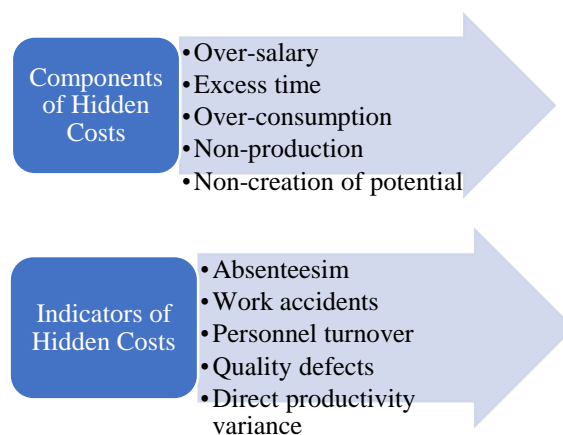 Components
of Hidden
Costs
•Over-salary
•Excess time
•Over-consumption
•Non-production
•Non-creation of potential
Indicators of
Hidden Costs
•Absenteesim
•Work accidents
•Personnel turnover
•Quality defects
•Direct productivity
variance